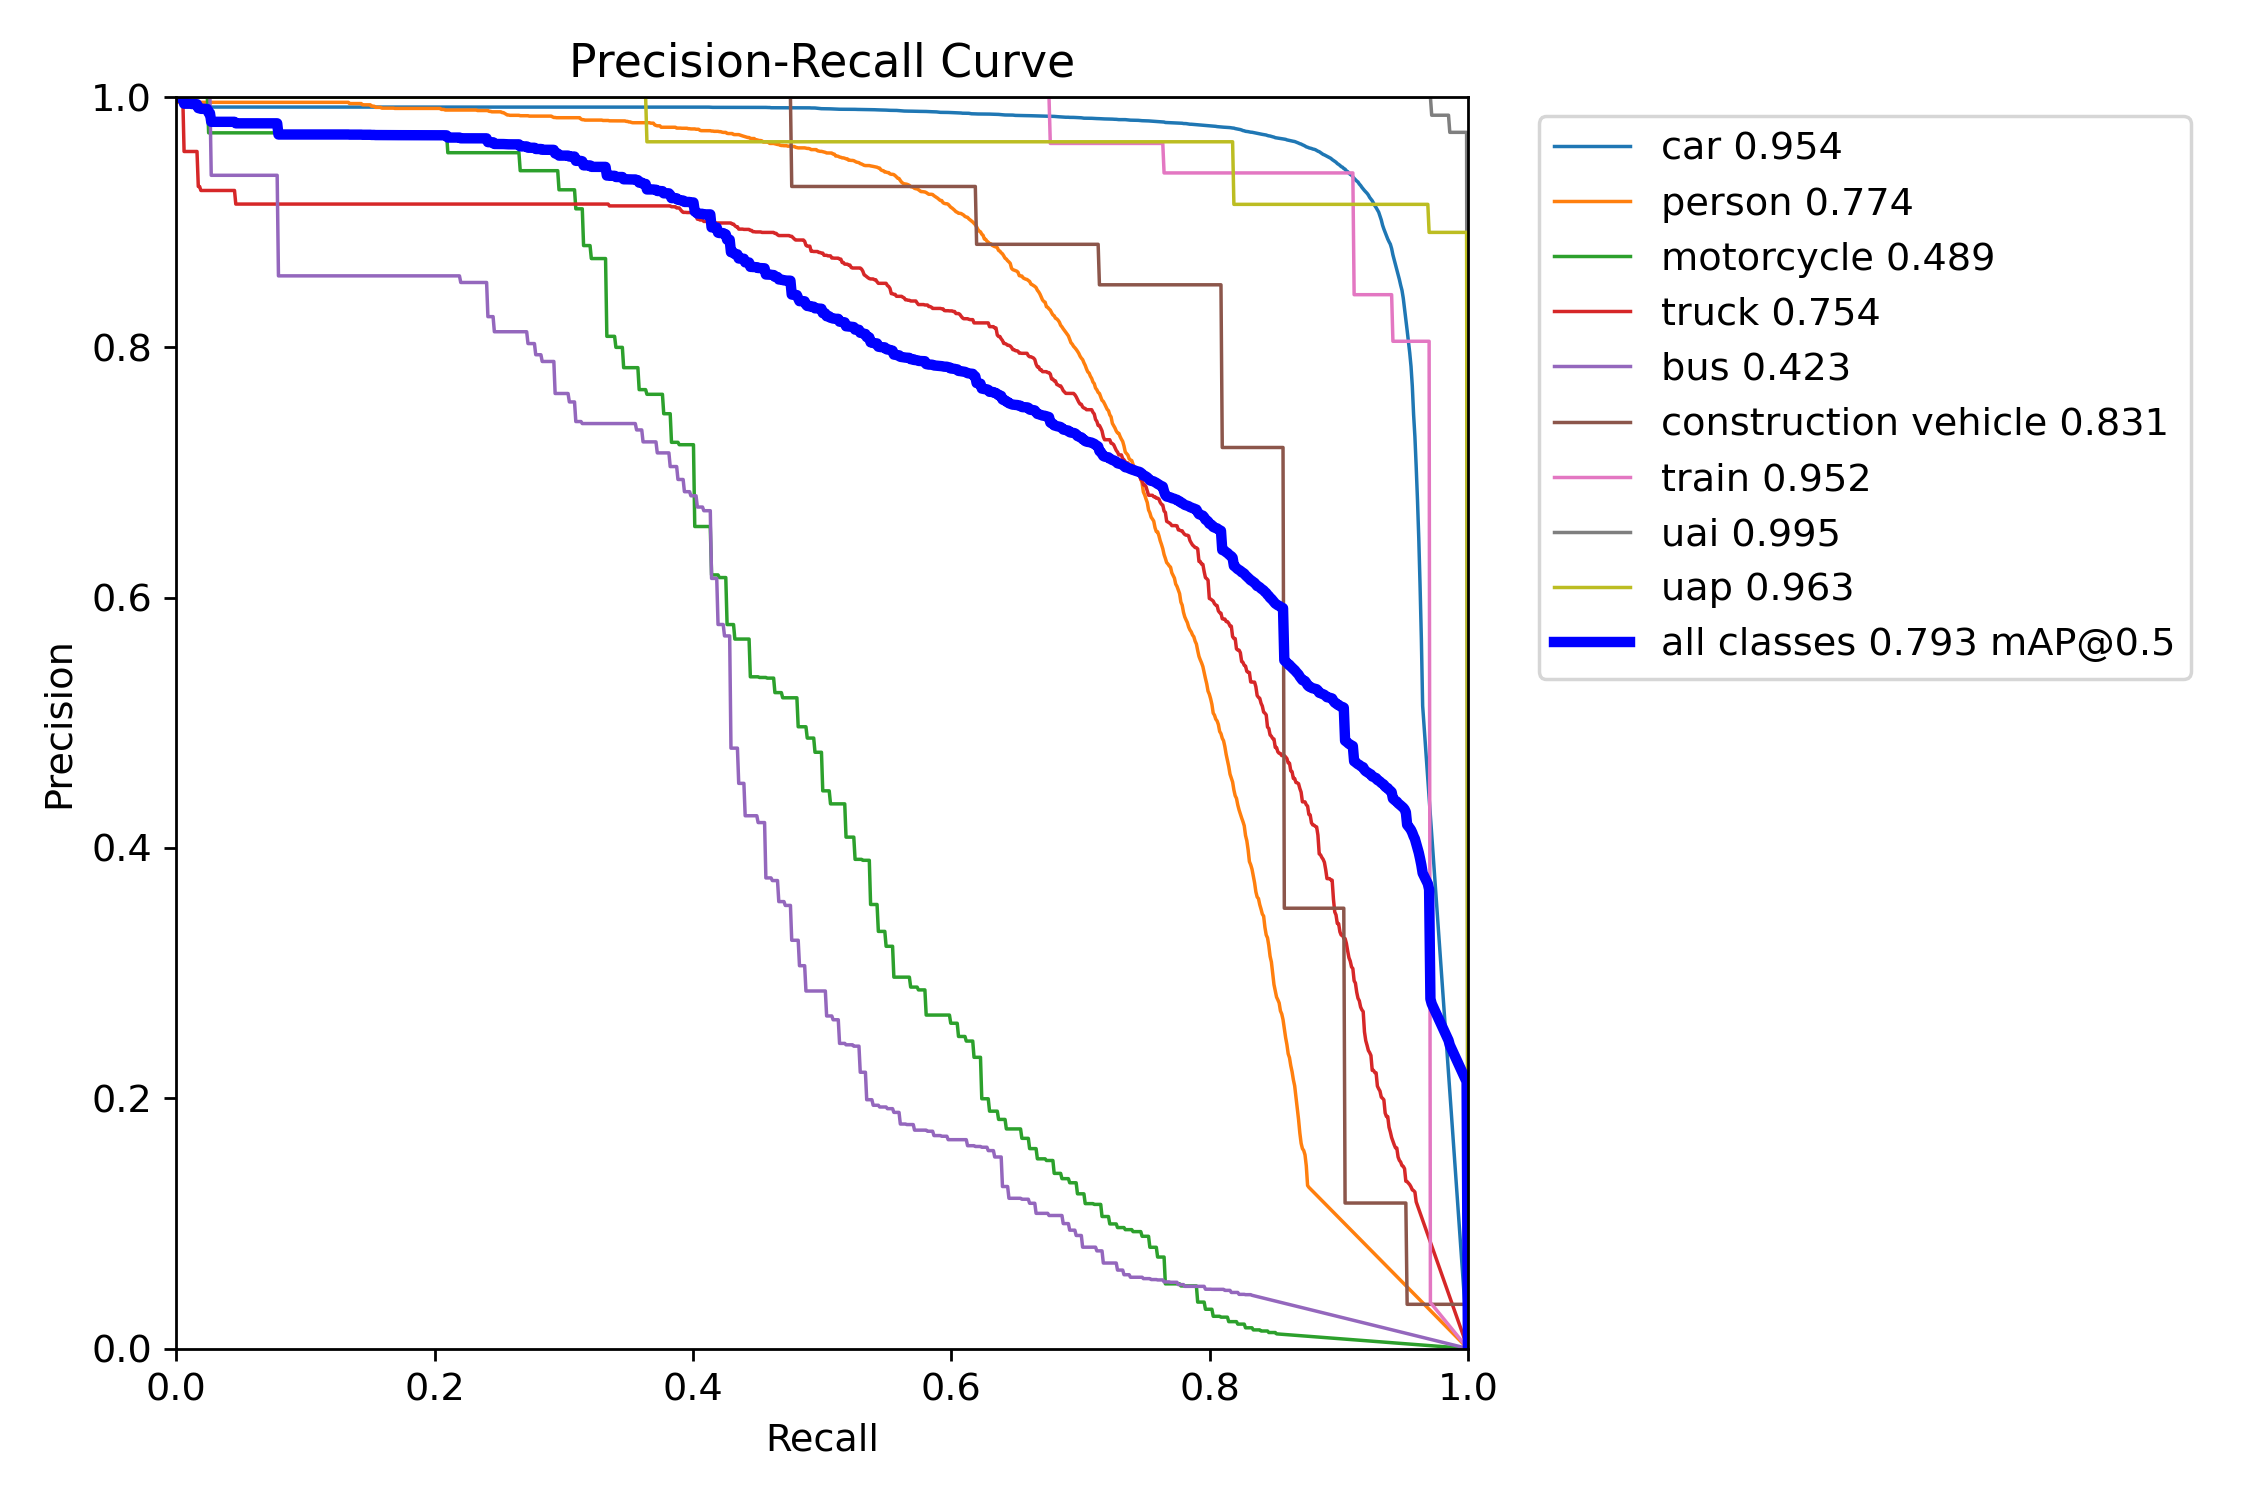 Precision-Recall Curve
1.0
0.8
0.6
0.4
0.2
0.0
Precision
0.0 0.2 0.4 0.6 0.8 1.0
Recall
car 0.954
person 0.774
motorcycle 0.489
truck 0.754
bus 0.423
construction vehicle 0.831
train 0.952
uai 0.995
uap 0.963
all classes 0.793 mAP@0.5